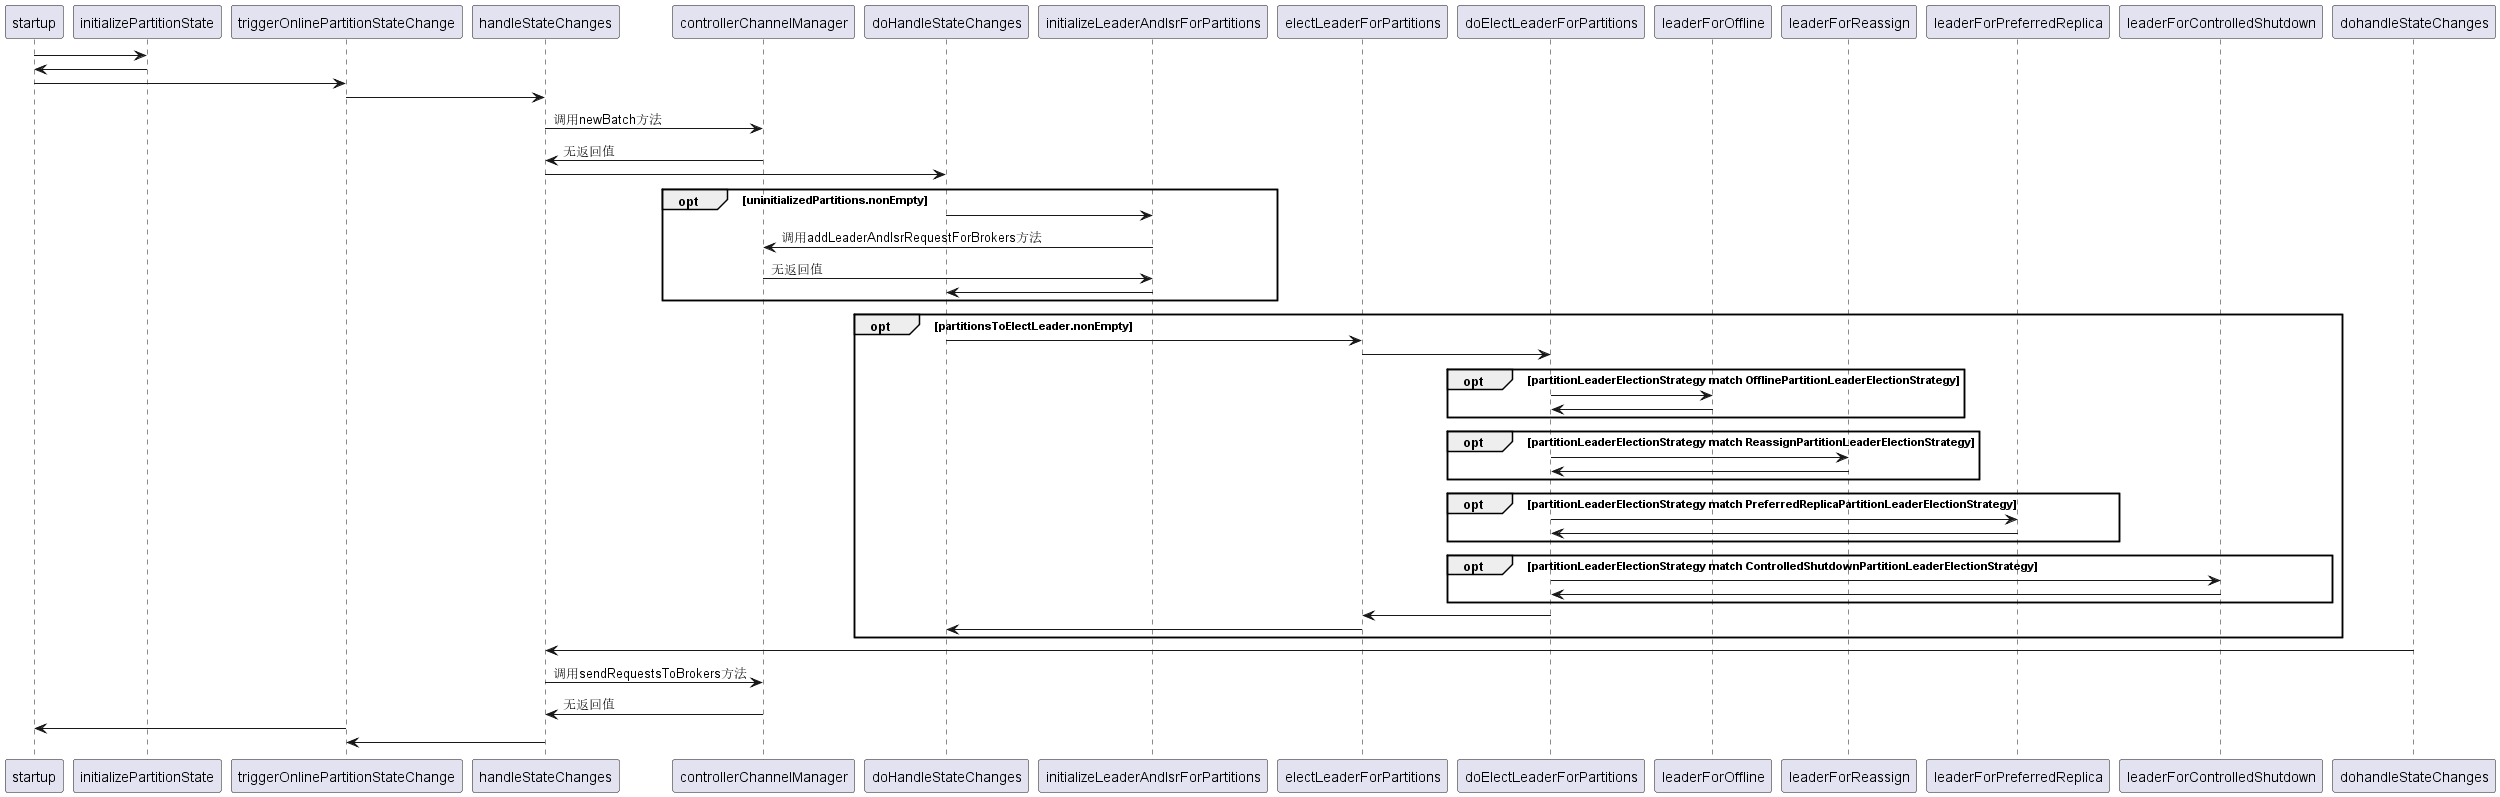 startup initializePartitionState triggerOnlinePartitionStateChange handleStateChanges controllerChannelManager doHandleStateChanges initializeLeaderAndIsrForPartitions electLeaderForPartitions doElectLeaderForPartitions leaderForOffline leaderForReassign leaderForPreferredReplica leaderForControlledShutdown dohandleStateChanges
调用newBatch方法
无返回值
opt [uninitializedPartitions.nonEmpty]
调用addLeaderAndIsrRequestForBrokers方法
无返回值
opt [partitionsToElectLeader.nonEmpty]
opt [partitionLeaderElectionStrategy match OfflinePartitionLeaderElectionStrategy]
opt [partitionLeaderElectionStrategy match ReassignPartitionLeaderElectionStrategy]
opt [partitionLeaderElectionStrategy match PreferredReplicaPartitionLeaderElectionStrategy]
opt [partitionLeaderElectionStrategy match ControlledShutdownPartitionLeaderElectionStrategy]
调用sendRequestsToBrokers方法
无返回值
startup initializePartitionState triggerOnlinePartitionStateChange handleStateChanges controllerChannelManager doHandleStateChanges initializeLeaderAndIsrForPartitions electLeaderForPartitions doElectLeaderForPartitions leaderForOffline leaderForReassign leaderForPreferredReplica leaderForControlledShutdown dohandleStateChanges